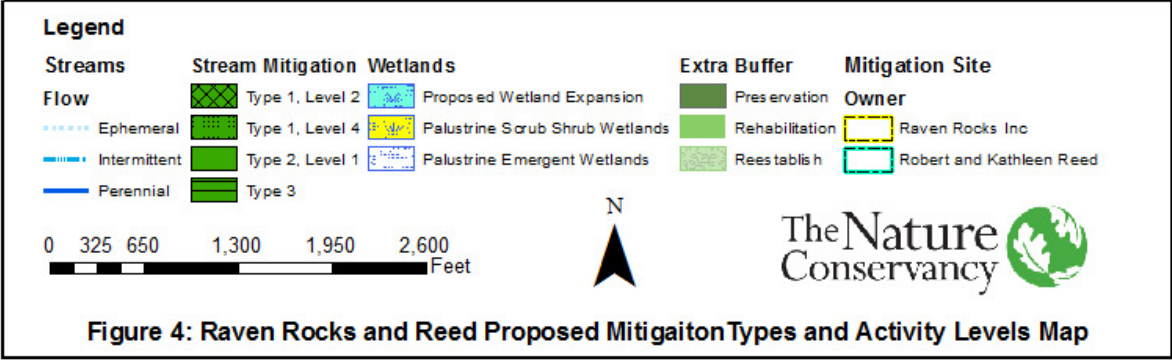 Legend
Streams Stream Mitigation Wetlands Extra Buffer Mitigation Site
Flow Type 1, Level 2 Proposed Wetland Expansion Preservation Owner
Ephemeral Type 1, Level 4 Palustrine Scrub Shrub Wetlands Rehabilitation Raven Rocks Inc
Intermittent Type 2, Level 1 Palustrine Emergent Wetlands Reestablish Robert and Kathleen Reed
Perennial Type 3
N
0 325 650 1,300 1,950 2,600
Feet
The Nature
Conservancy
Figure 4: Raven Rocks and Reed Proposed MitigaitonTypes and Activity Levels Map